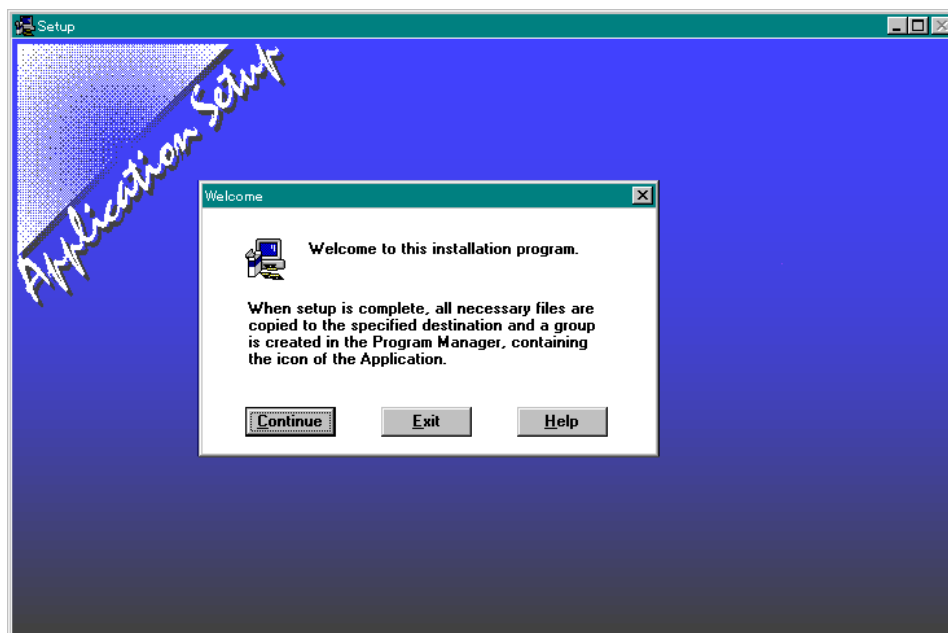 Setup
Application Setup
Welcome
Welcome to this installation program.
When setup is complete, all necessary files are
copied to the specified destination and a group
is created in the Program Manager, containing
the icon of the Application.
Continue
Exit
Help